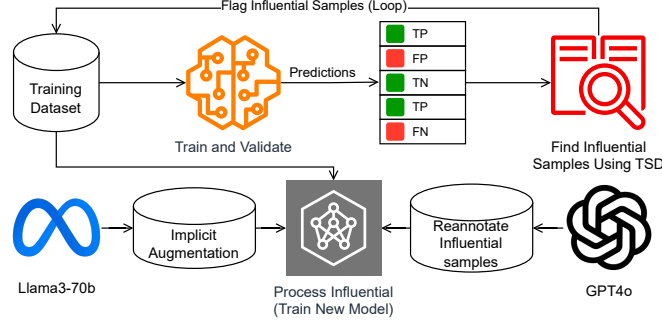 Flag Influential Samples (Loop)
Training
Dataset
Train and Validate
Predictions
TP
FP
TN
TP
FN
Find Influential
Samples Using TSD
Llama3-70b
Implicit
Augmentation
Process Influential
(Train New Model)
Reannotate
Influential
samples
GPT4o